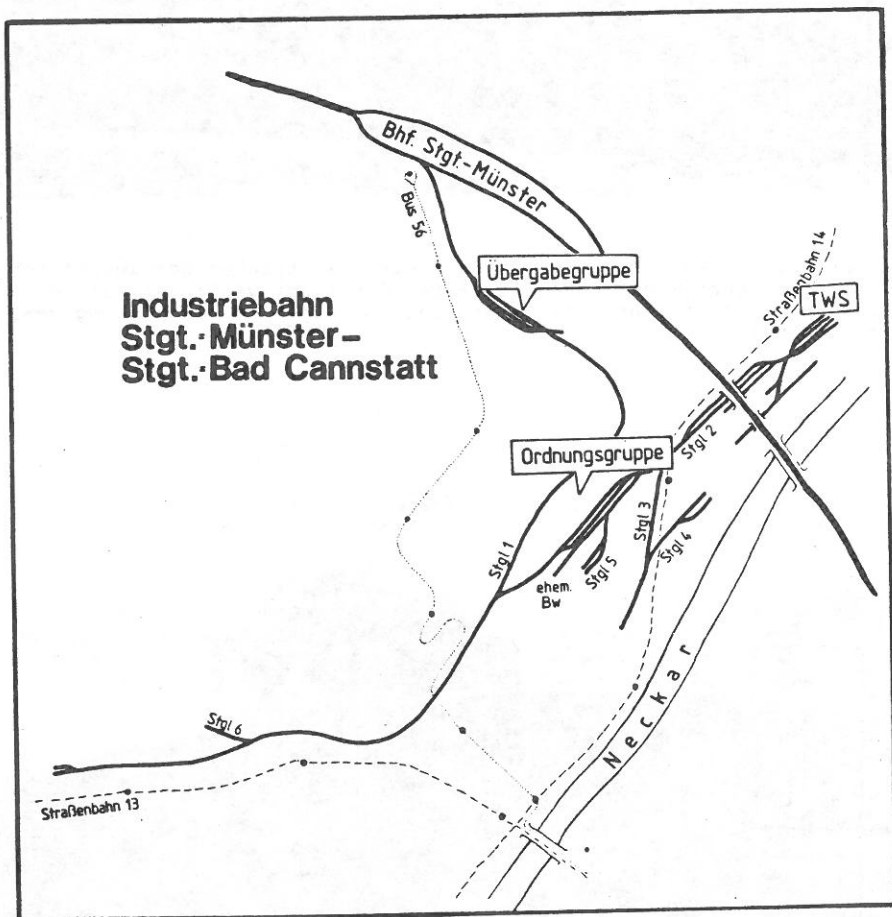 Bhf. Stgt.-Münster
Bus 56
Übergabegruppe
Straßenbahn 14
TWS
Industriebahn
Stgt.-Münster–
Stgt.-Bad Cannstatt
Stgl 2
Ordnungsgruppe
Stgl 3
Stgl 1
Stgl 4
Stgl 5
ehem.
Bw
Neckar
Stgl 6
Straßenbahn 13